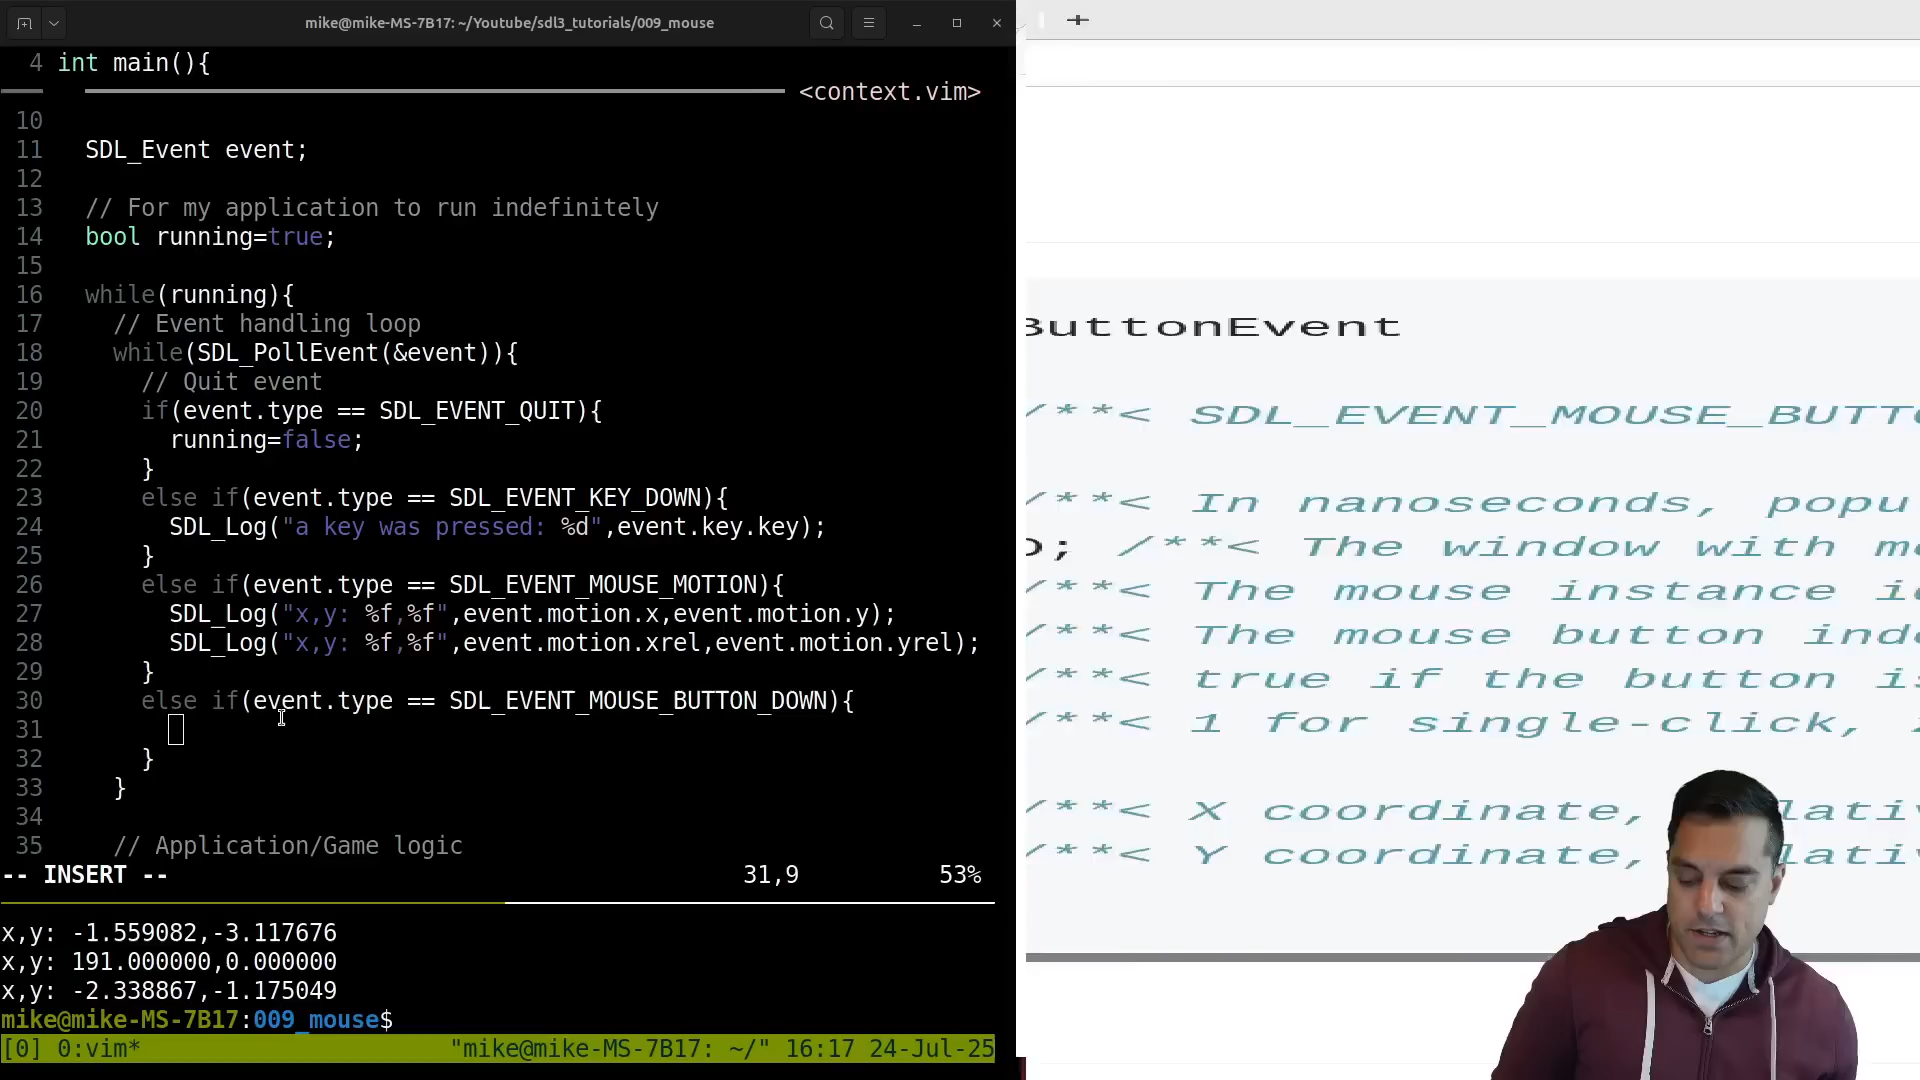 mike@mike-MS-7B17: ~/Youtube/sdl3_tutorials/009_mouse
4 int main(){
<context.vim>
10
11 SDL_Event event;
12
13 // For my application to run indefinitely
14 bool running=true;
15
16 while(running){
17 // Event handling loop
18 while(SDL_PollEvent(&event)){
19 // Quit event
20 if(event.type == SDL_EVENT_QUIT){
21 running=false;
22 }
23 else if(event.type == SDL_EVENT_KEY_DOWN){
24 SDL_Log("a key was pressed: %d",event.key.key);
25 }
26 else if(event.type == SDL_EVENT_MOUSE_MOTION){
27 SDL_Log("x,y: %f,%f",event.motion.x,event.motion.y);
28 SDL_Log("x,y: %f,%f",event.motion.xrel,event.motion.yrel);
29 }
30 else if(event.type == SDL_EVENT_MOUSE_BUTTON_DOWN){
31
32 }
33 }
34
35 // Application/Game logic
-- INSERT -- 31,9 53%
x,y: -1.559082,-3.117676
x,y: 191.000000,0.000000
x,y: -2.338867,-1.175049
mike@mike-MS-7B17:009_mouse$
[0] 0:vim* "mike@mike-MS-7B17: ~/" 16:17 24-Jul-25
ButtonEvent
/**< SDL_EVENT_MOUSE_BUTTO
/**< In nanoseconds, popu
; /**< The window with m
/**< The mouse instance i
/**< The mouse button ind
/**< true if the button i
/**< 1 for single-click,
/**< X coordinate, lativ
/**< Y coordinate, lativ